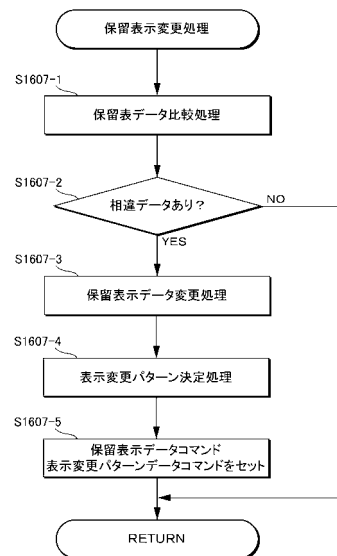 保留表示変更処理
S1607-1
保留表データ比較処理
S1607-2
相違データあり？
NO
YES
S1607-3
保留表示データ変更処理
S1607-4
表示変更パターン決定処理
S1607-5
保留表示データコマンド
表示変更パターンデータコマンドをセット
RETURN